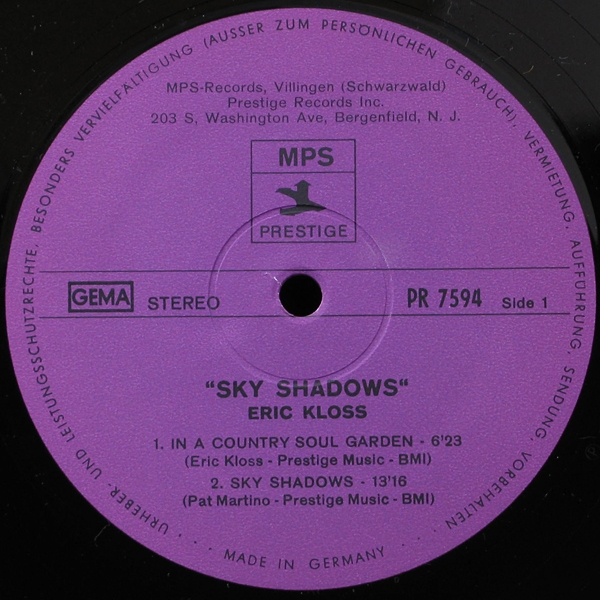 URHEBER- UND LEISTUNGSSCHUTZRECHTE, BESONDERS VERVIELFÄLTIGUNG (AUSSER ZUM PERSÖNLICHEN GEBRAUCH), VERMIETUNG, AUFFÜHRUNG, SENDUNG, VORBEHALTEN
MPS-Records, Villingen (Schwarzwald)
Prestige Records Inc.
203 S, Washington Ave, Bergenfield, N. J.
MPS
PRESTIGE
GEMA STEREO PR 7594 Side 1
"SKY SHADOWS"
ERIC KLOSS
1. IN A COUNTRY SOUL GARDEN - 6'23
(Eric Kloss - Prestige Music - BMI)
2. SKY SHADOWS - 13'16
(Pat Martino - Prestige Music - BMI)
. . . MADE IN GERMANY . . .